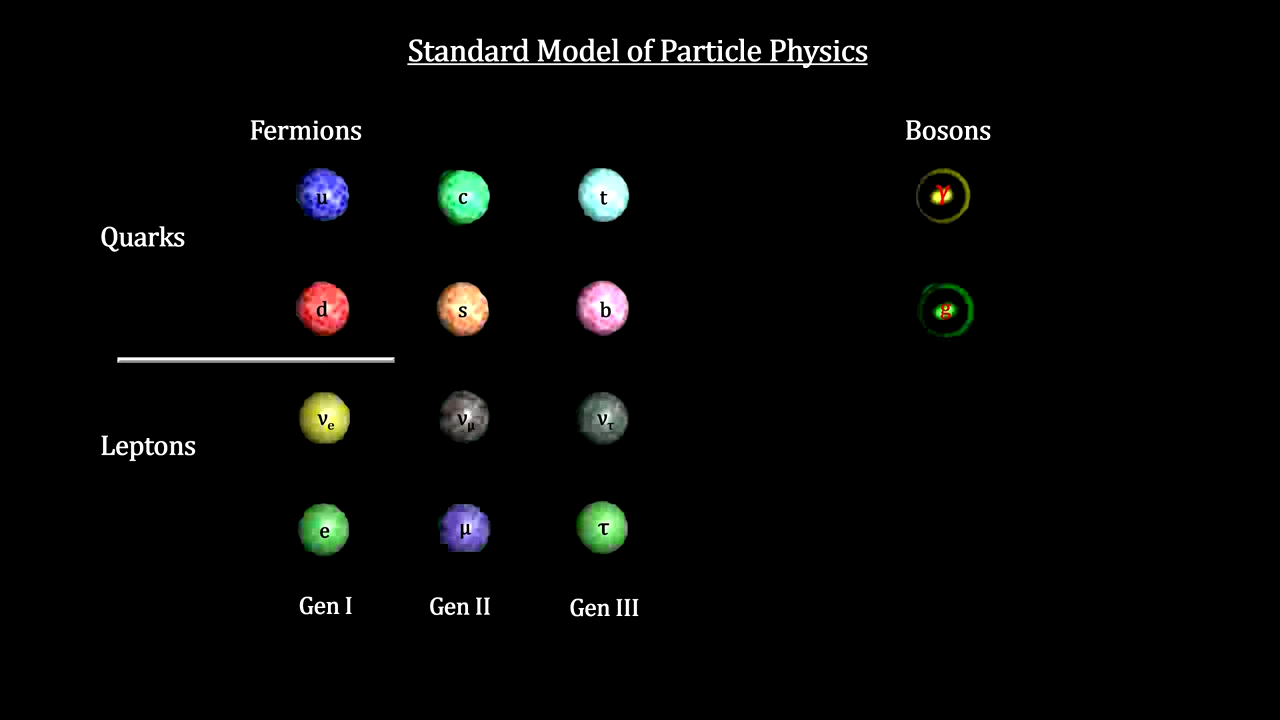 Standard Model of Particle Physics
Fermions Bosons
u c t γ
Quarks
d s b g
νe νμ ντ
Leptons
e μ τ
Gen I Gen II Gen III